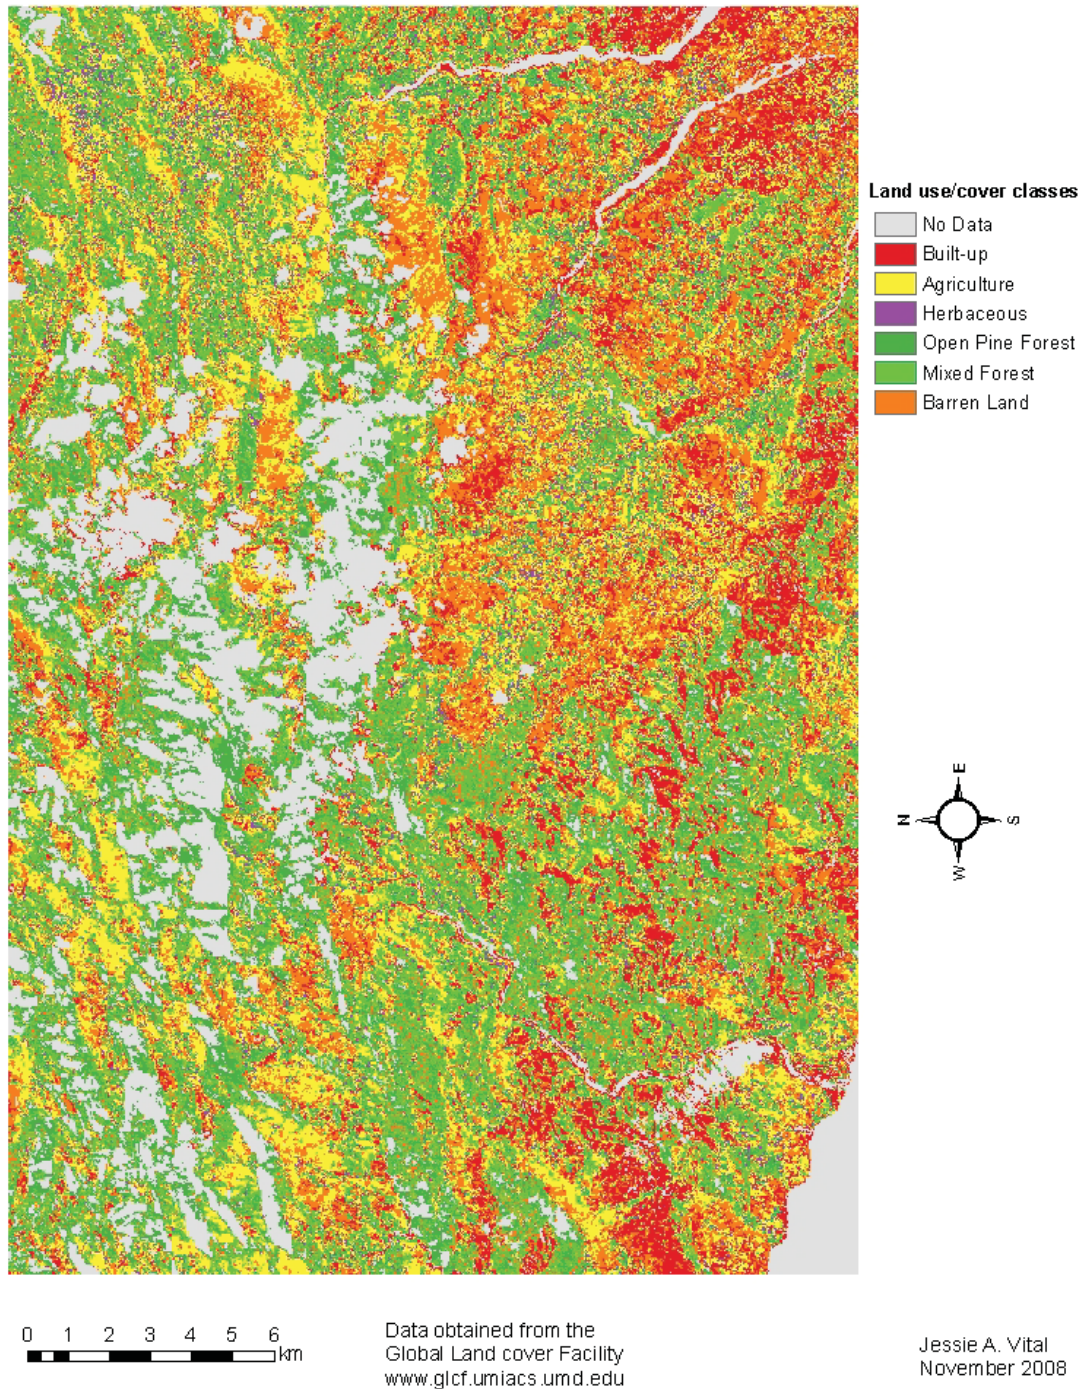 Land use/cover classes
No Data
Built-up
Agriculture
Herbaceous
Open Pine Forest
Mixed Forest
Barren Land
E
N S
W
0 1 2 3 4 5 6
km
Data obtained from the
Global Land cover Facility
www.glcf.umiacs.umd.edu
Jessie A. Vital
November 2008